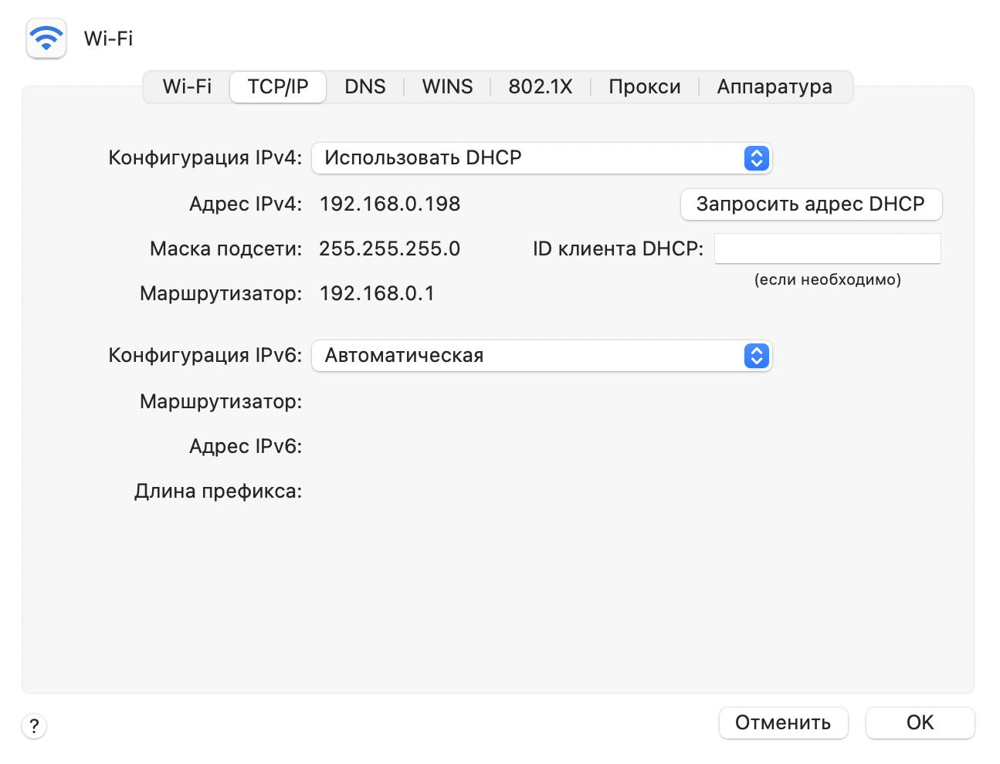 Wi-Fi
Wi-Fi TCP/IP DNS WINS 802.1X Прокси Аппаратура
Конфигурация IPv4: Использовать DHCP
Адрес IPv4: 192.168.0.198 Запросить адрес DHCP
Маска подсети: 255.255.255.0 ID клиента DHCP:
(если необходимо)
Маршрутизатор: 192.168.0.1
Конфигурация IPv6: Автоматическая
Маршрутизатор:
Адрес IPv6:
Длина префикса:
? Отменить OK